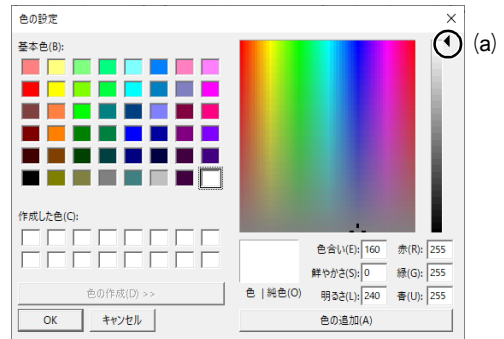 色の設定
(a)
基本色(B):
作成した色(C):
色の作成(D) >>
OK
キャンセル
色 | 純色(O)
色合い(E): 160
鮮やかさ(S): 0
明るさ(L): 240
赤(R): 255
緑(G): 255
青(U): 255
色の追加(A)